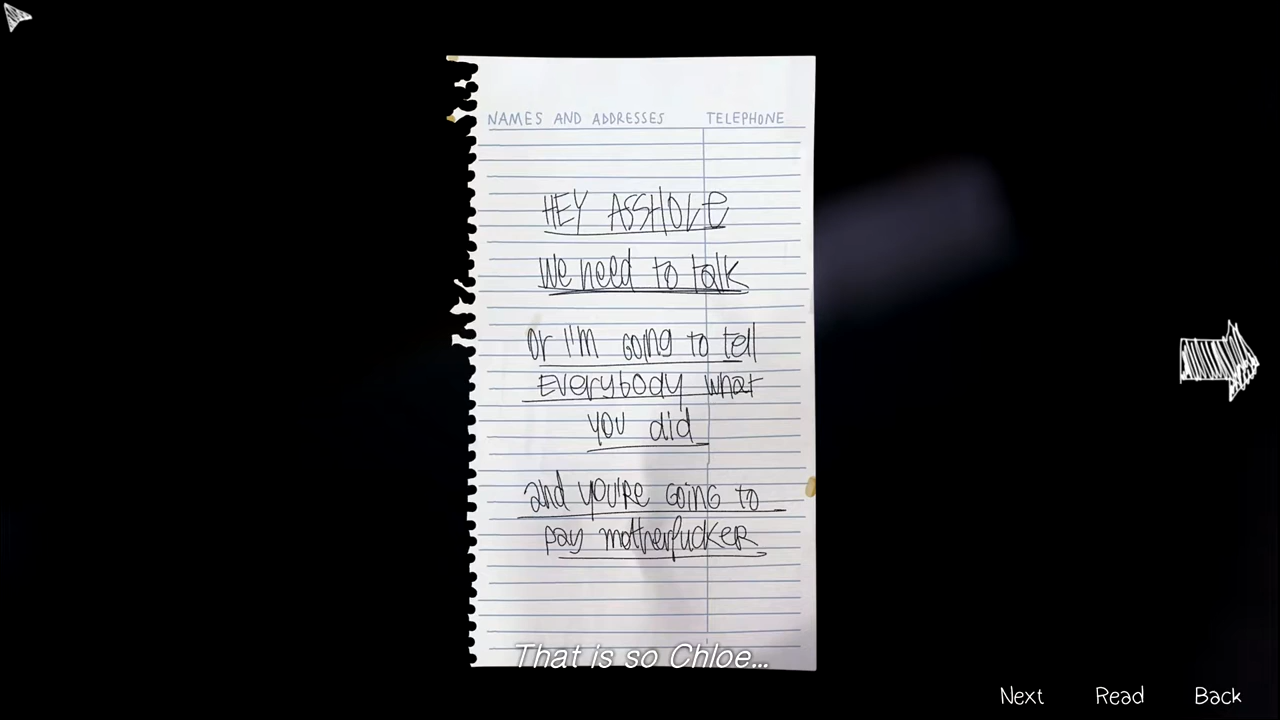 NAMES AND ADDRESSES TELEPHONE
HEY ASSHOLE
We need to talk
Or I'm going to tell
Everybody what
you did
and you're GOING to
pay motherfucker
That is so Chloe...
Next Read Back